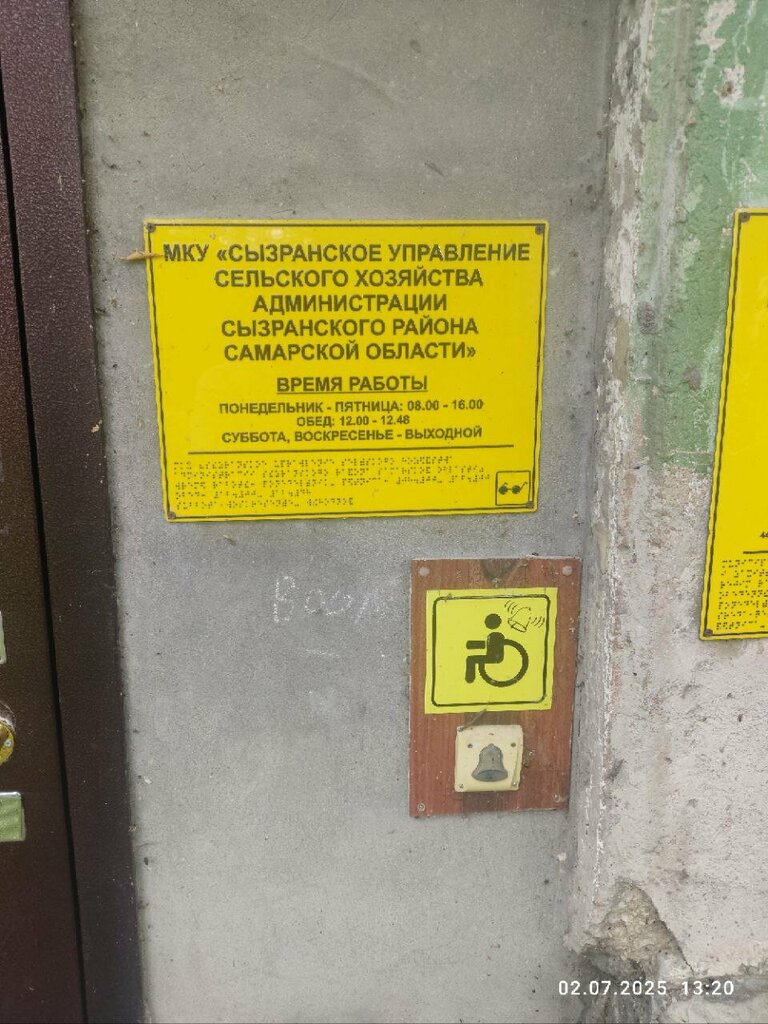 МКУ «СЫЗРАНСКОЕ УПРАВЛЕНИЕ
СЕЛЬСКОГО ХОЗЯЙСТВА
АДМИНИСТРАЦИИ
СЫЗРАНСКОГО РАЙОНА
САМАРСКОЙ ОБЛАСТИ»
ВРЕМЯ РАБОТЫ
ПОНЕДЕЛЬНИК - ПЯТНИЦА: 08.00 - 16.00
ОБЕД: 12.00 - 12.48
СУББОТА, ВОСКРЕСЕНЬЕ - ВЫХОДНОЙ
02.07.2025 13:20